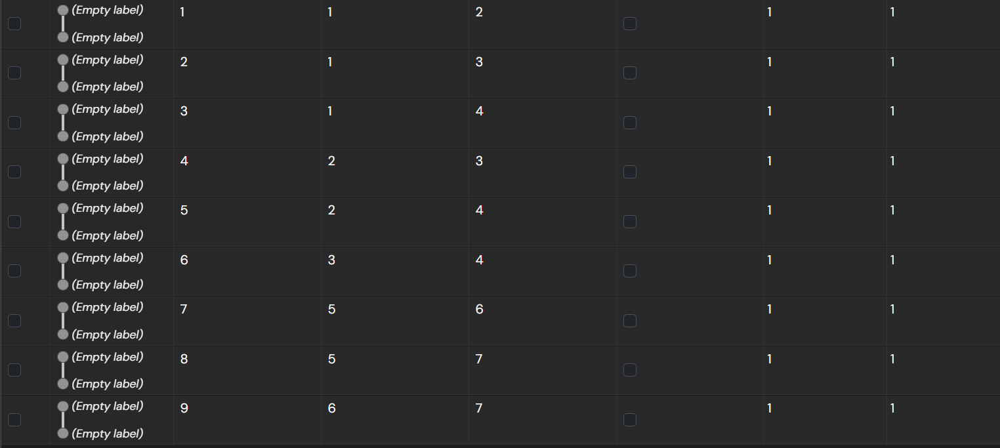 (Empty label) 1 1 2 1 1
(Empty label)
(Empty label) 2 1 3 1 1
(Empty label)
(Empty label) 3 1 4 1 1
(Empty label)
(Empty label) 4 2 3 1 1
(Empty label)
(Empty label) 5 2 4 1 1
(Empty label)
(Empty label) 6 3 4 1 1
(Empty label)
(Empty label) 7 5 6 1 1
(Empty label)
(Empty label) 8 5 7 1 1
(Empty label)
(Empty label) 9 6 7 1 1
(Empty label)